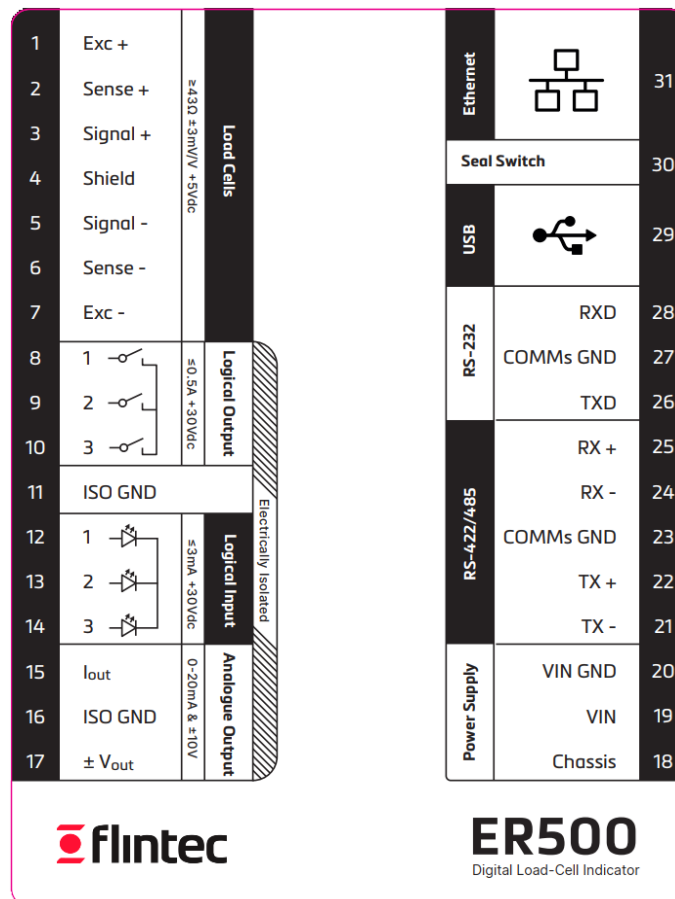 1 Exc +
2 Sense +
3 Signal +
4 Shield
5 Signal -
6 Sense -
7 Exc -
≥43Ω ±3mV/V +5Vdc
Load Cells
8 1
9 2
10 3
≤0.5A +30Vdc
Logical Output
11 ISO GND
12 1
13 2
14 3
≤3mA +30Vdc
Logical Input
15 Iout
16 ISO GND
17 ± Vout
0-20mA & ±10V
Analogue Output
Electrically Isolated
Ethernet 31
Seal Switch 30
USB 29
RS-232
RXD 28
COMMs GND 27
TXD 26
RS-422/485
RX + 25
RX - 24
COMMs GND 23
TX + 22
TX - 21
Power Supply
VIN GND 20
VIN 19
Chassis 18
flintec
ER500
Digital Load-Cell Indicator